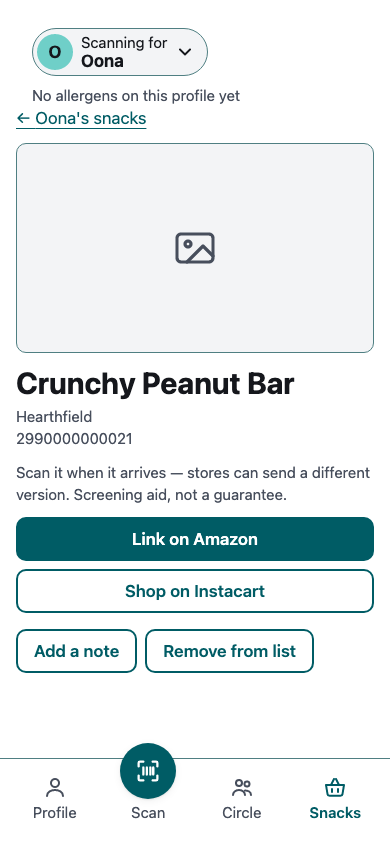 O
Scanning for
Oona
No allergens on this profile yet
← Oona's snacks
Crunchy Peanut Bar
Hearthfield
2990000000021
Scan it when it arrives — stores can send a different
version. Screening aid, not a guarantee.
Link on Amazon
Shop on Instacart
Add a note
Remove from list
Profile
Scan
Circle
Snacks